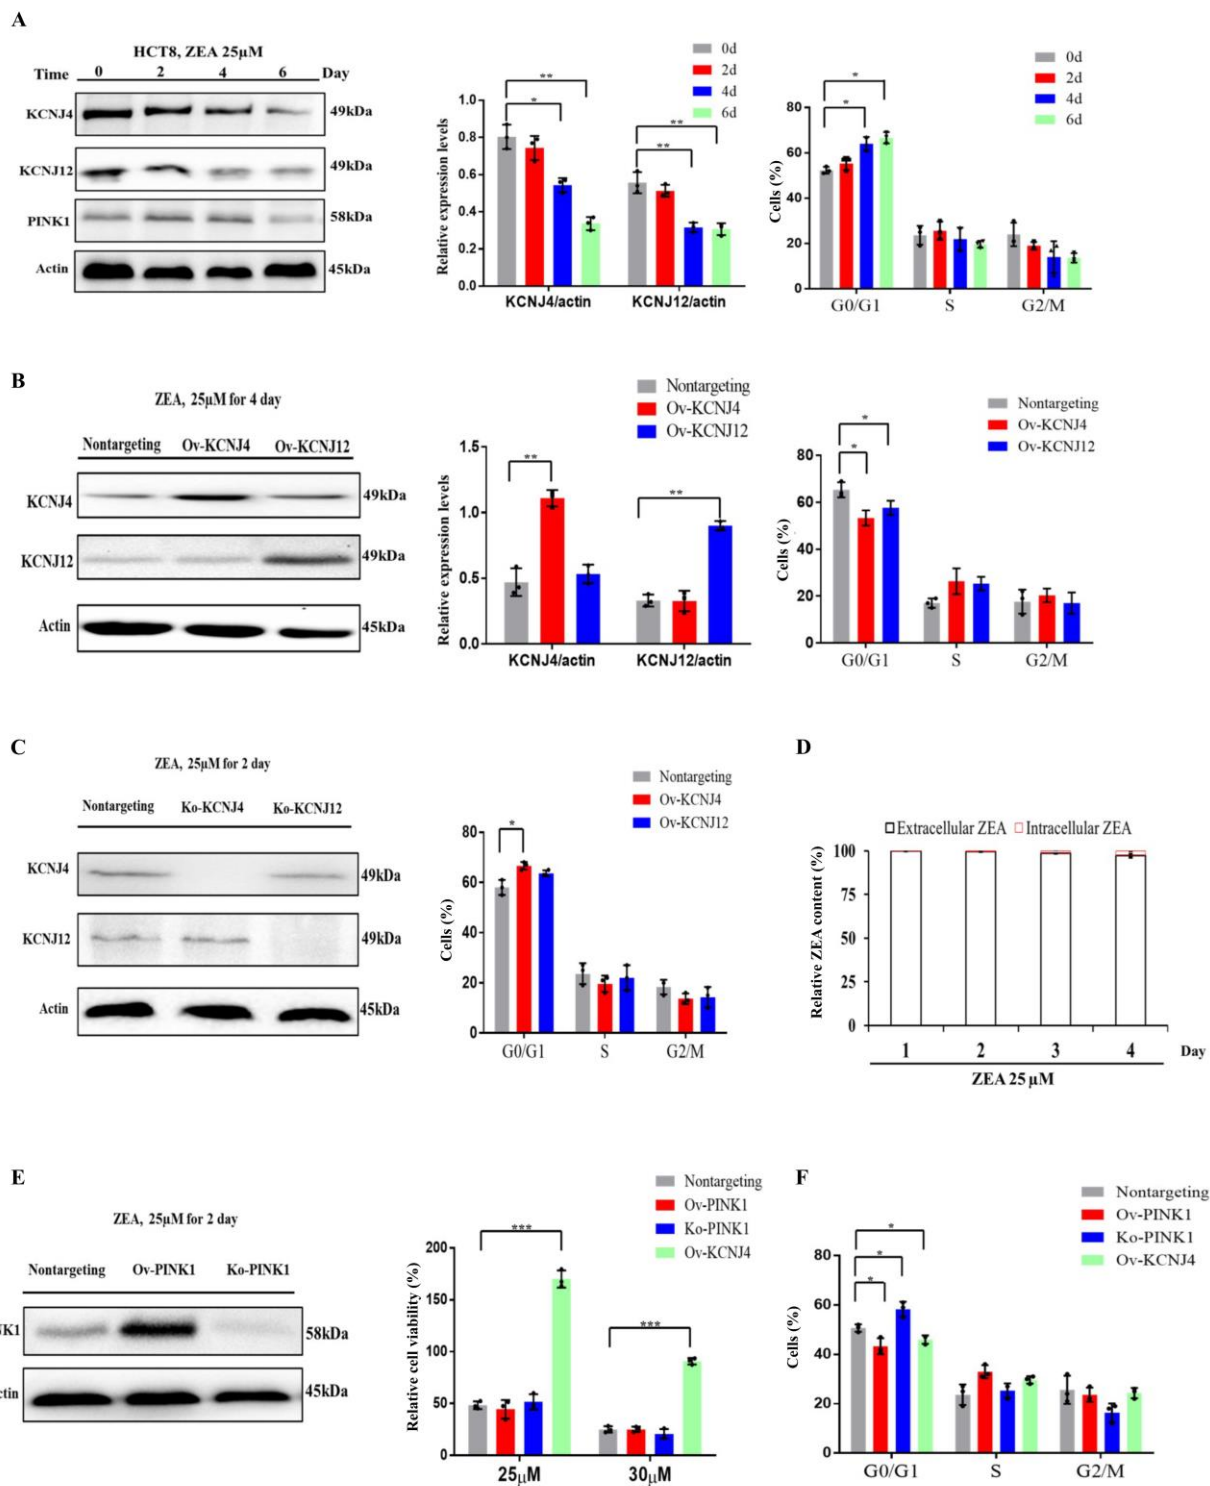 A
HCT8, ZEA 25μM
Time 0 2 4 6 Day
KCNJ4 49kDa
KCNJ12 49kDa
PINK1 58kDa
Actin 45kDa
0d
2d
4d
6d
Relative expression levels
1.0
0.8
0.6
0.4
0.2
0.0
* ** ** **
KCNJ4/actin KCNJ12/actin
0d
2d
4d
6d
Cells (%)
80
60
40
20
0
* *
G0/G1 S G2/M
B
ZEA, 25μM for 4 day
Nontargeting Ov-KCNJ4 Ov-KCNJ12
KCNJ4 49kDa
KCNJ12 49kDa
Actin 45kDa
Nontargeting
Ov-KCNJ4
Ov-KCNJ12
Relative expression levels
1.5
1.0
0.5
0.0
** **
KCNJ4/actin KCNJ12/actin
Nontargeting
Ov-KCNJ4
Ov-KCNJ12
Cells (%)
80
60
40
20
0
* *
G0/G1 S G2/M
C
ZEA, 25μM for 2 day
Nontargeting Ko-KCNJ4 Ko-KCNJ12
KCNJ4 49kDa
KCNJ12 49kDa
Actin 45kDa
Nontargeting
Ov-KCNJ4
Ov-KCNJ12
Cells (%)
80
60
40
20
0
*
G0/G1 S G2/M
D
Extracellular ZEA Intracellular ZEA
Relative ZEA content (%)
100
75
50
25
0
1 2 3 4 Day
ZEA 25 μM
E
ZEA, 25μM for 2 day
Nontargeting Ov-PINK1 Ko-PINK1
NK1 58kDa
ctin 45kDa
Nontargeting
Ov-PINK1
Ko-PINK1
Ov-KCNJ4
Relative cell viability (%)
200
150
100
50
0
*** ***
25μM 30μM
F
Nontargeting
Ov-PINK1
Ko-PINK1
Ov-KCNJ4
Cells (%)
80
60
40
20
0
* * *
G0/G1 S G2/M